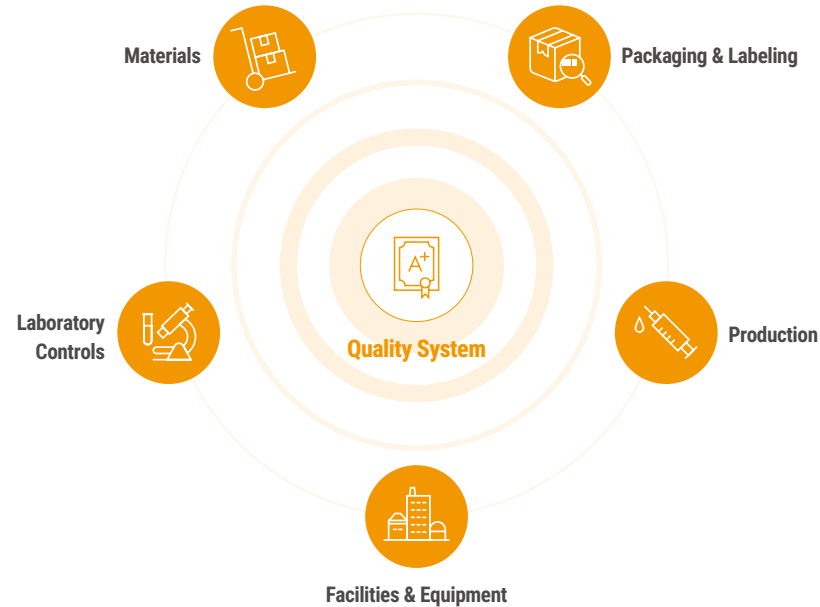 Materials
Packaging & Labeling
A+
Quality System
Laboratory
Controls
Production
Facilities & Equipment